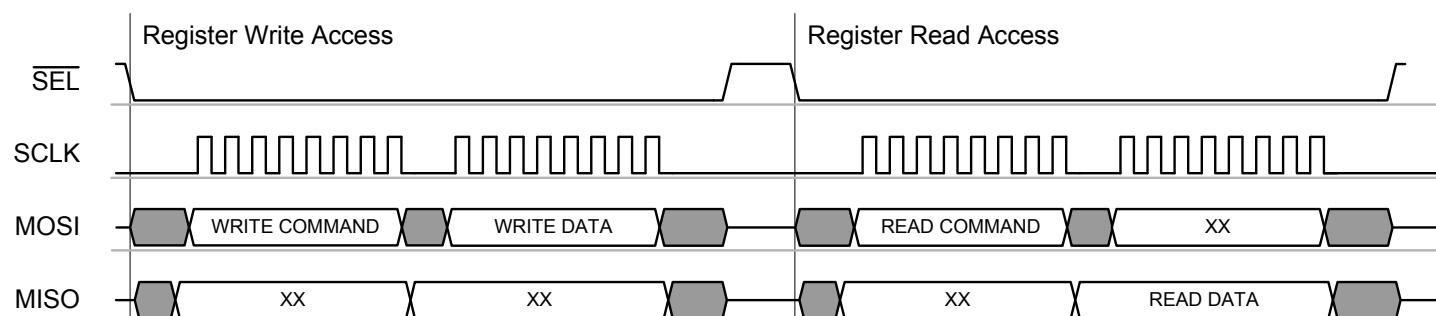 Register Write Access Register Read Access
SEL
SCLK
MOSI WRITE COMMAND WRITE DATA READ COMMAND XX
MISO XX XX XX READ DATA